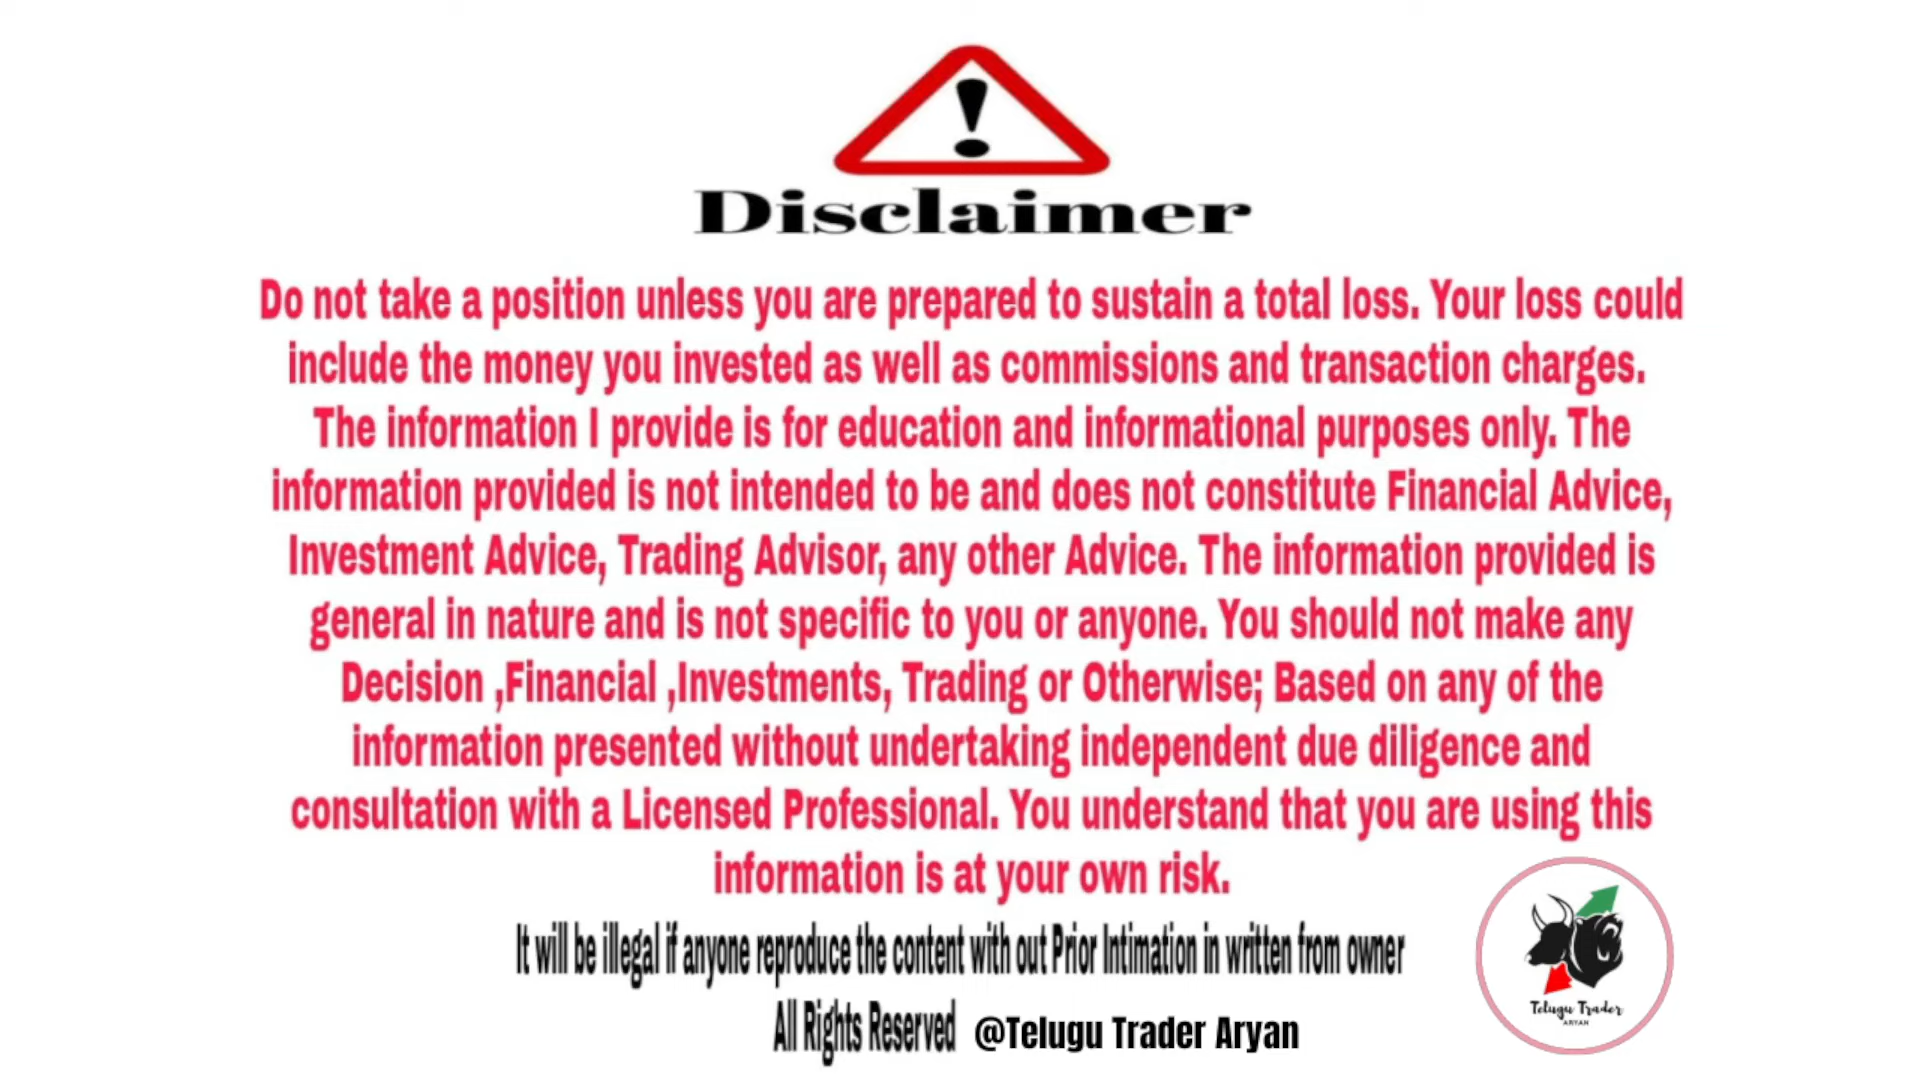 !
Disclaimer
Do not take a position unless you are prepared to sustain a total loss. Your loss could
include the money you invested as well as commissions and transaction charges.
The information I provide is for education and informational purposes only. The
information provided is not intended to be and does not constitute Financial Advice,
Investment Advice, Trading Advisor, any other Advice. The information provided is
general in nature and is not specific to you or anyone. You should not make any
Decision ,Financial ,Investments, Trading or Otherwise; Based on any of the
information presented without undertaking independent due diligence and
consultation with a Licensed Professional. You understand that you are using this
information is at your own risk.
It will be illegal if anyone reproduce the content with out Prior Intimation in written from owner
All Rights Reserved @Telugu Trader Aryan
Telugu Trader
ARYAN